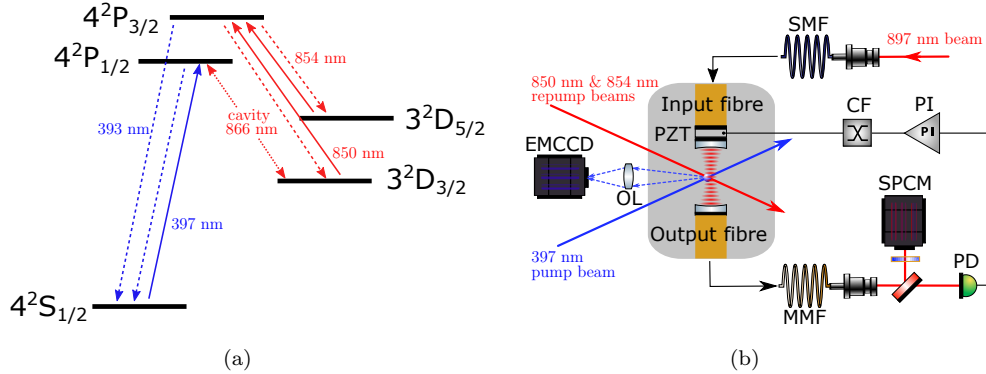 4²P₃/₂
4²P₁/₂
854 nm
cavity
866 nm
393 nm
3²D₅/₂
850 nm
3²D₃/₂
397 nm
4²S₁/₂
(a)
SMF
897 nm beam
850 nm & 854 nm
repump beams
Input fibre
PZT
CF
PI
PI
EMCCD
OL
SPCM
397 nm
pump beam
Output fibre
PD
MMF
(b)